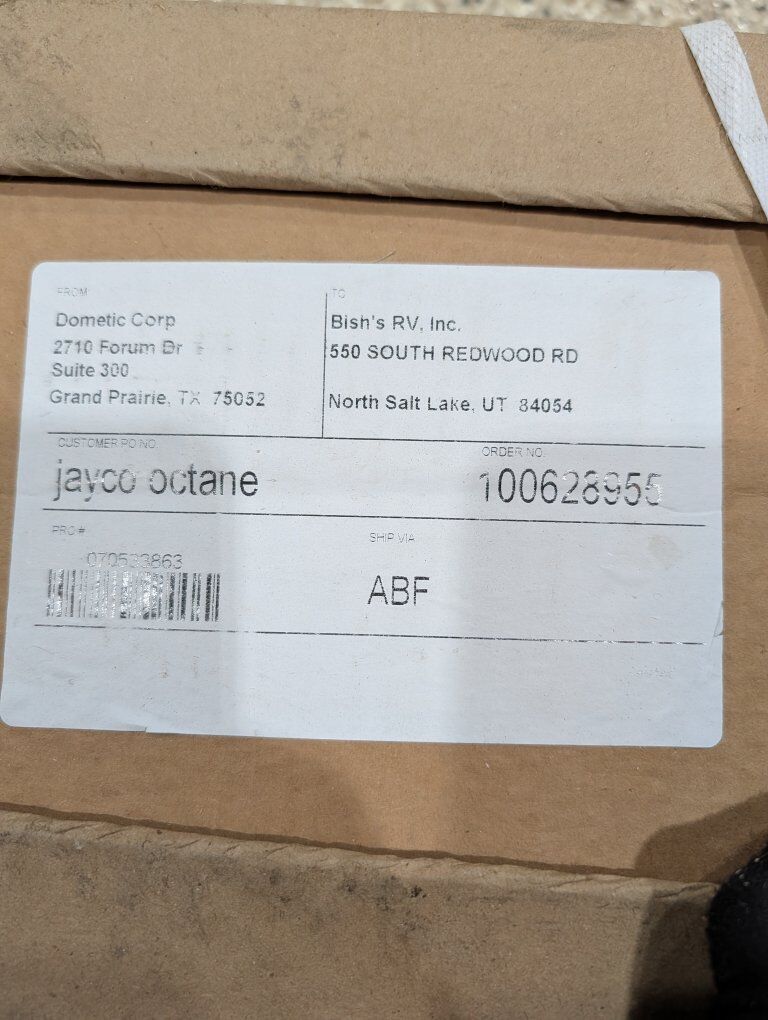 FROM
Dometic Corp
2710 Forum Dr
Suite 300
Grand Prairie, TX 75052
TO
Bish's RV, Inc.
550 SOUTH REDWOOD RD
North Salt Lake, UT 84054
CUSTOMER PO NO.
jayco octane
ORDER NO.
100628955
PRO#
070533863
SHIP VIA
ABF